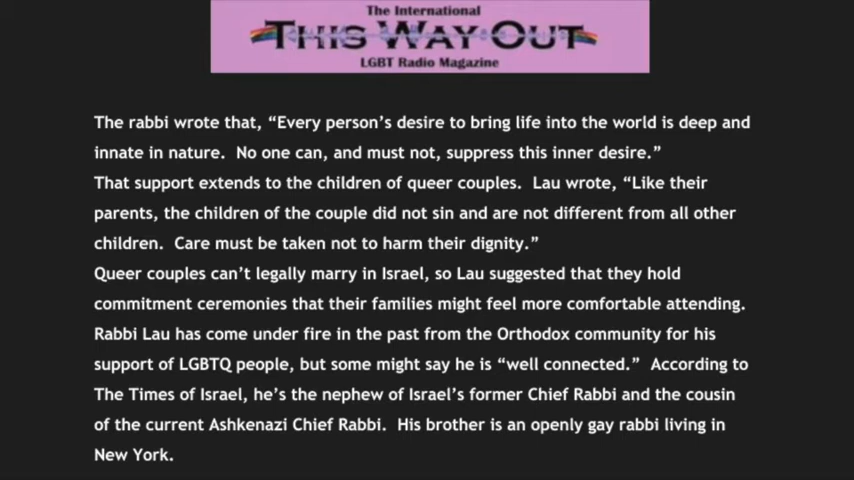 The International
THIS WAY OUT
LGBT Radio Magazine
The rabbi wrote that, “Every person’s desire to bring life into the world is deep and
innate in nature.  No one can, and must not, suppress this inner desire.”
That support extends to the children of queer couples.  Lau wrote, “Like their
parents, the children of the couple did not sin and are not different from all other
children.  Care must be taken not to harm their dignity.”
Queer couples can’t legally marry in Israel, so Lau suggested that they hold
commitment ceremonies that their families might feel more comfortable attending.
Rabbi Lau has come under fire in the past from the Orthodox community for his
support of LGBTQ people, but some might say he is “well connected.”  According to
The Times of Israel, he’s the nephew of Israel’s former Chief Rabbi and the cousin
of the current Ashkenazi Chief Rabbi.  His brother is an openly gay rabbi living in
New York.